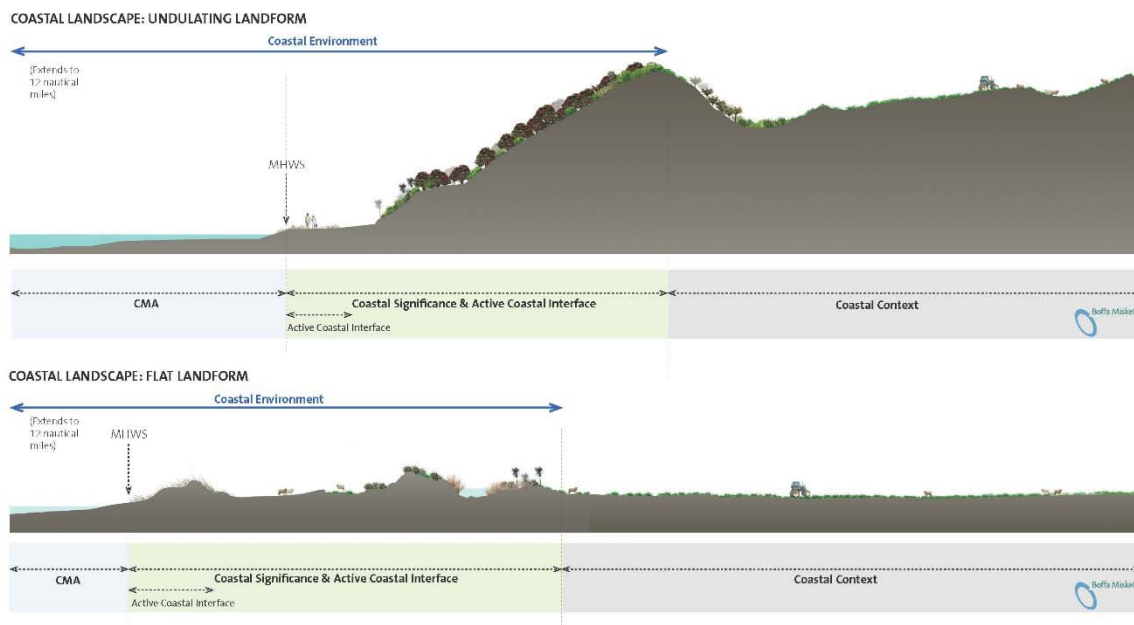 COASTAL LANDSCAPE: UNDULATING LANDFORM
Coastal Environment
(Extends to
12 nautical
miles)
MHWS
CMA
Coastal Significance & Active Coastal Interface
Coastal Context
Active Coastal Interface
Boffa Miskel
COASTAL LANDSCAPE: FLAT LANDFORM
Coastal Environment
(Extends to
12 nautical
miles)
MHWS
CMA
Coastal Significance & Active Coastal Interface
Coastal Context
Active Coastal Interface
Boffa Miskel